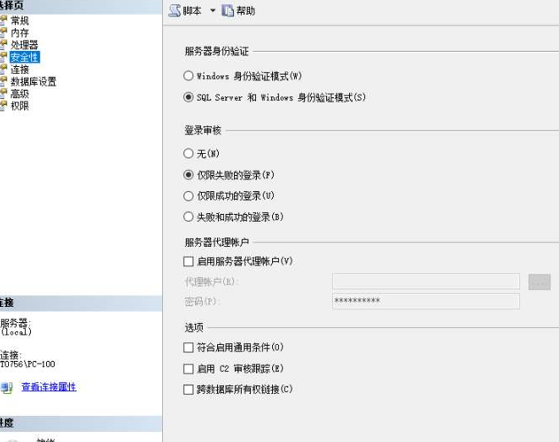 选择页
脚本 帮助
常规
内存
处理器
安全性
连接
数据库设置
高级
权限
服务器身份验证
Windows 身份验证模式(W)
SQL Server 和 Windows 身份验证模式(S)
登录审核
无(N)
仅限失败的登录(F)
仅限成功的登录(U)
失败和成功的登录(B)
服务器代理帐户
启用服务器代理帐户(V)
代理帐户(R):
...
密码(P):
**********
选项
符合启用通用条件(O)
启用 C2 审核跟踪(E)
跨数据库所有权链接(C)
连接
服务器:
(local)
连接:
T0756\PC-100
查看连接属性
进度